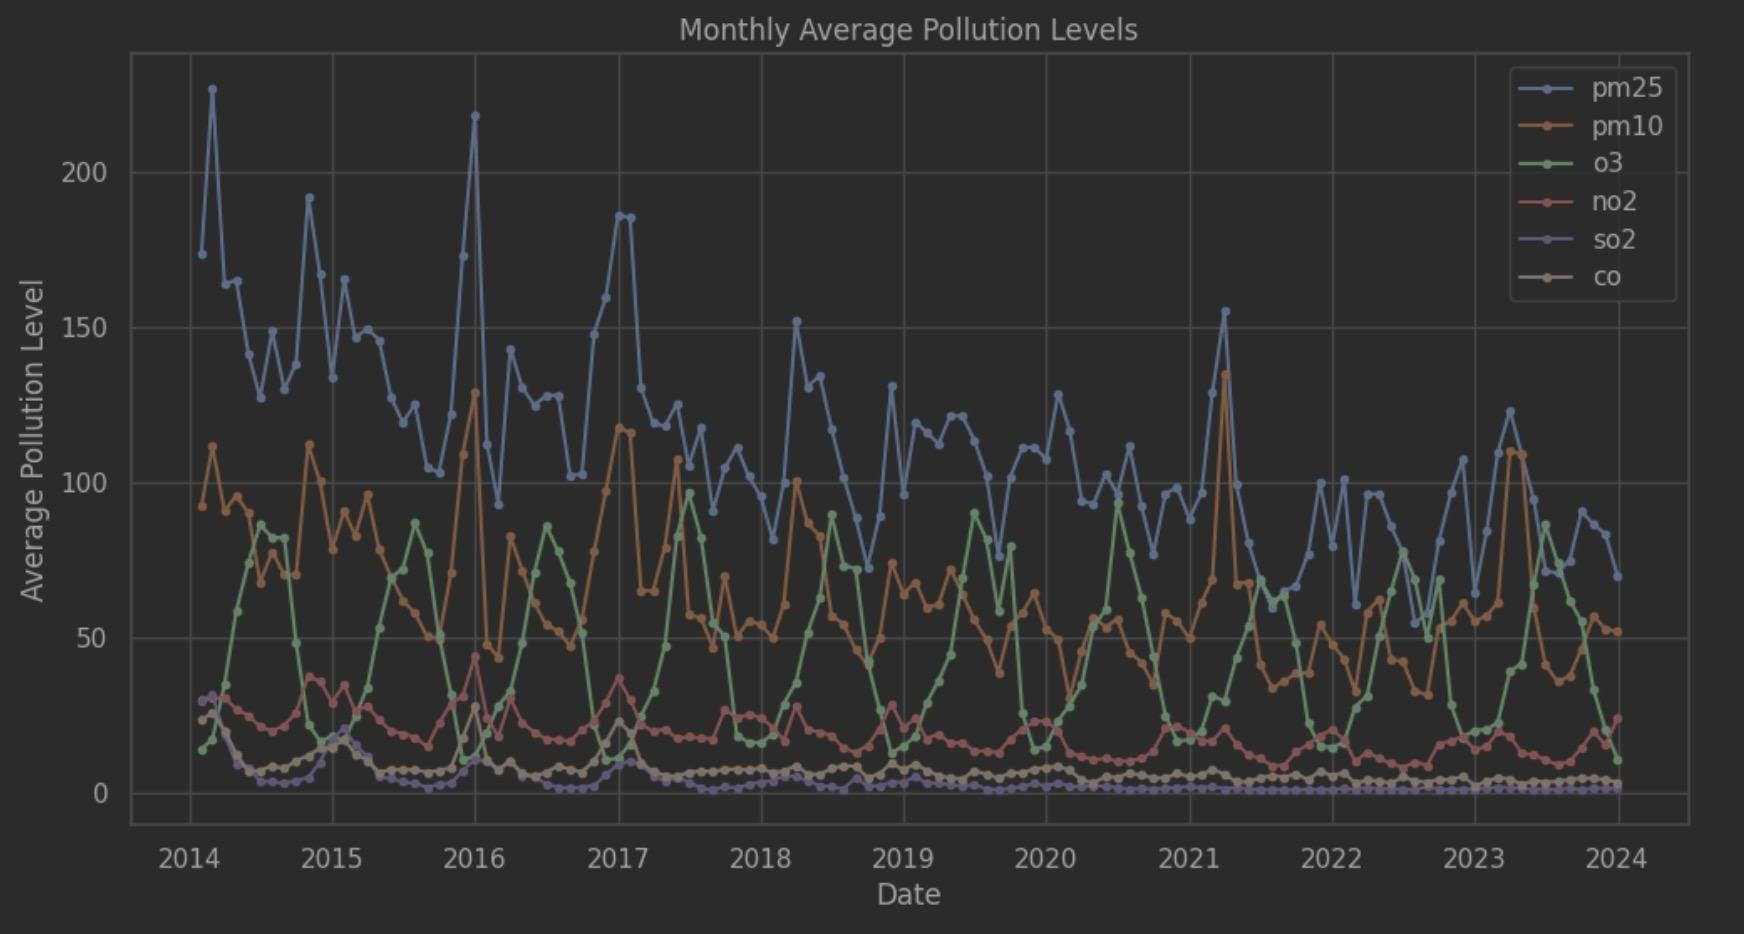 Monthly Average Pollution Levels
pm25
pm10
o3
no2
so2
co
Average Pollution Level
200
150
100
50
0
2014 2015 2016 2017 2018 2019 2020 2021 2022 2023 2024
Date